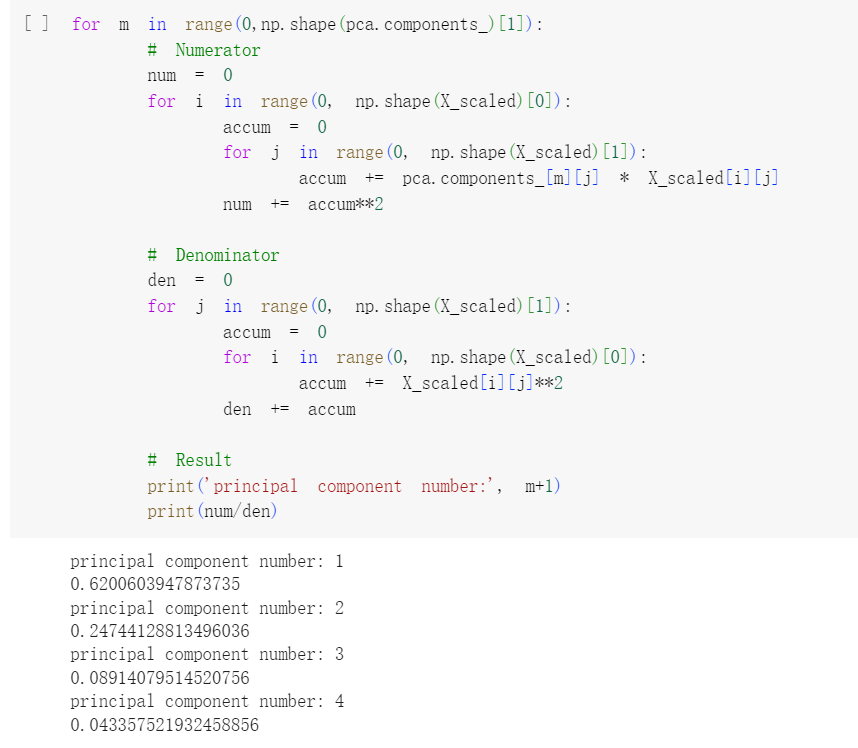 [ ] for m in range(0,np.shape(pca.components_)[1]):
# Numerator
num = 0
for i in range(0, np.shape(X_scaled)[0]):
accum = 0
for j in range(0, np.shape(X_scaled)[1]):
accum += pca.components_[m][j] * X_scaled[i][j]
num += accum**2
# Denominator
den = 0
for j in range(0, np.shape(X_scaled)[1]):
accum = 0
for i in range(0, np.shape(X_scaled)[0]):
accum += X_scaled[i][j]**2
den += accum
# Result
print('principal component number:', m+1)
print(num/den)
principal component number: 1
0.6200603947873735
principal component number: 2
0.24744128813496036
principal component number: 3
0.08914079514520756
principal component number: 4
0.043357521932458856